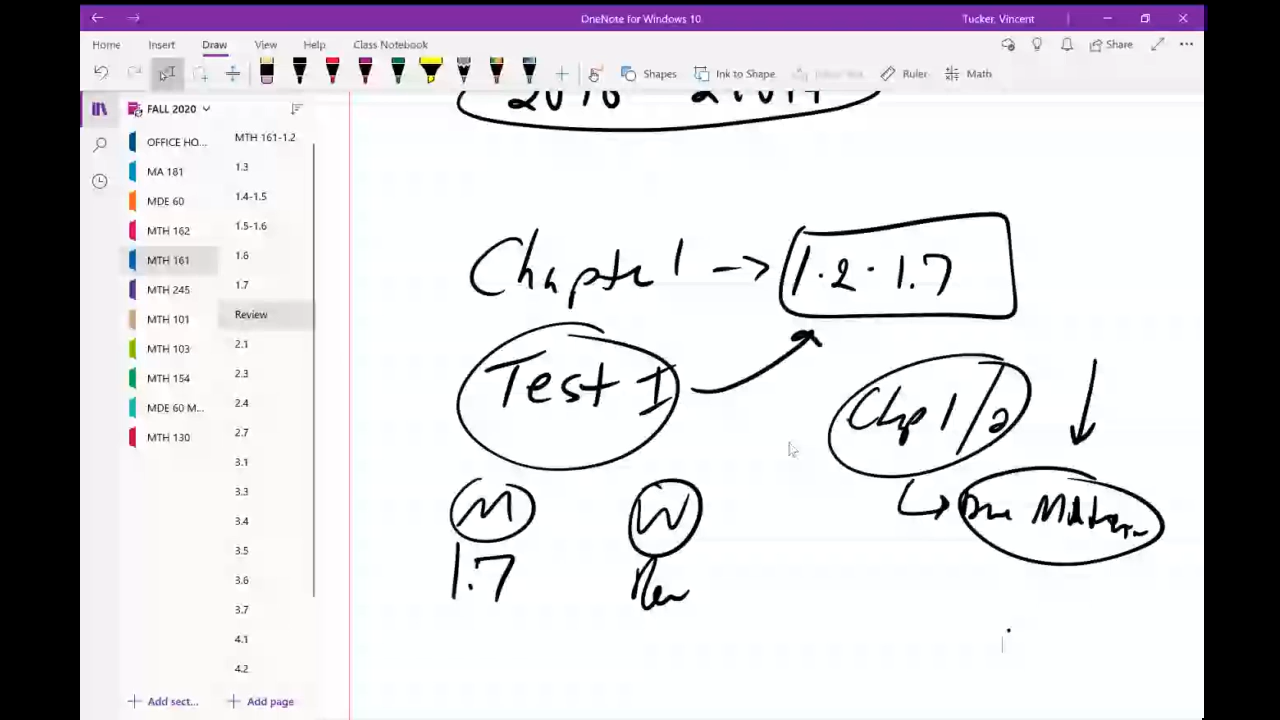 OneNote for Windows 10
Tucker, Vincent
Home Insert Draw View Help Class Notebook
Share
Shapes Ink to Shape Ruler Math
FALL 2020
OFFICE HO...
MA 181
MDE 60
MTH 162
MTH 161
MTH 245
MTH 101
MTH 103
MTH 154
MDE 60 M...
MTH 130
Add sect...
MTH 161-1.2
1.3
1.4-1.5
1.5-1.6
1.6
1.7
Review
2.1
2.3
2.4
2.7
3.1
3.3
3.4
3.5
3.6
3.7
4.1
4.2
Add page
Chapte 1 -> 1.2 - 1.7
Test I
Chp 1/2
M W
1.7 Rev